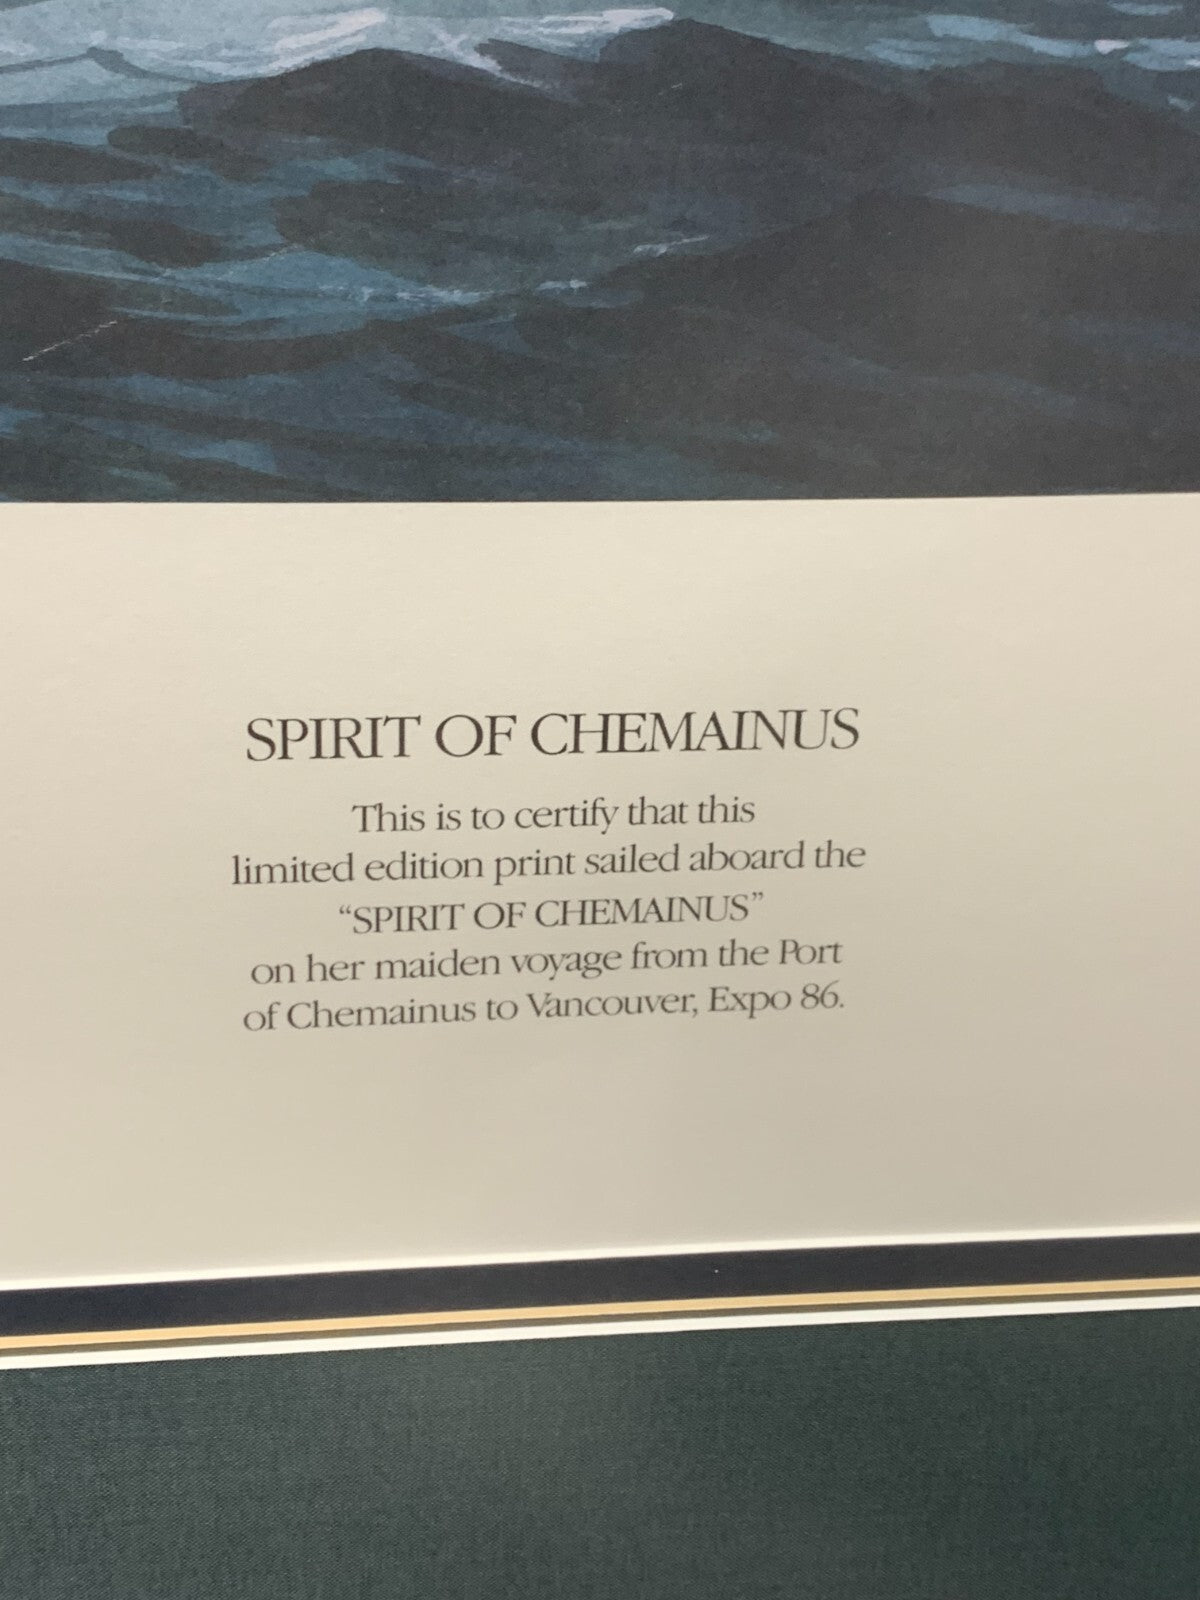 SPIRIT OF CHEMAINUS
This is to certify that this
limited edition print sailed aboard the
“SPIRIT OF CHEMAINUS”
on her maiden voyage from the Port
of Chemainus to Vancouver, Expo 86.